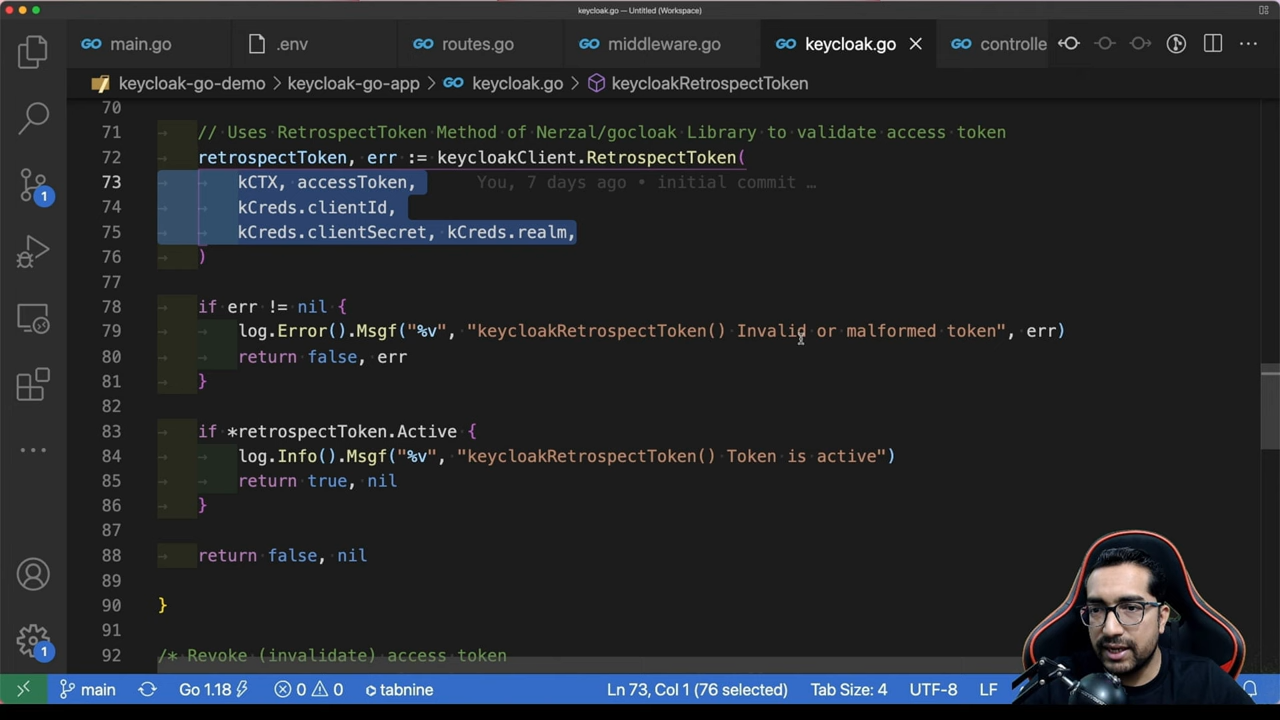 keycloak.go — Untitled (Workspace)
main.go
.env
routes.go
middleware.go
keycloak.go
controlle
keycloak-go-demo > keycloak-go-app > keycloak.go > keycloakRetrospectToken
70
71 // Uses RetrospectToken Method of Nerzal/gocloak Library to validate access token
72 retrospectToken, err := keycloakClient.RetrospectToken(
73 kCTX, accessToken, You, 7 days ago • initial commit …
74 kCreds.clientId,
75 kCreds.clientSecret, kCreds.realm,
76 )
77
78 if err != nil {
79 log.Error().Msgf("%v", "keycloakRetrospectToken() Invalid or malformed token", err)
80 return false, err
81 }
82
83 if *retrospectToken.Active {
84 log.Info().Msgf("%v", "keycloakRetrospectToken() Token is active")
85 return true, nil
86 }
87
88 return false, nil
89
90 }
91
92 /* Revoke (invalidate) access token
1
1
main
Go 1.18
0
0
tabnine
Ln 73, Col 1 (76 selected)
Tab Size: 4
UTF-8
LF